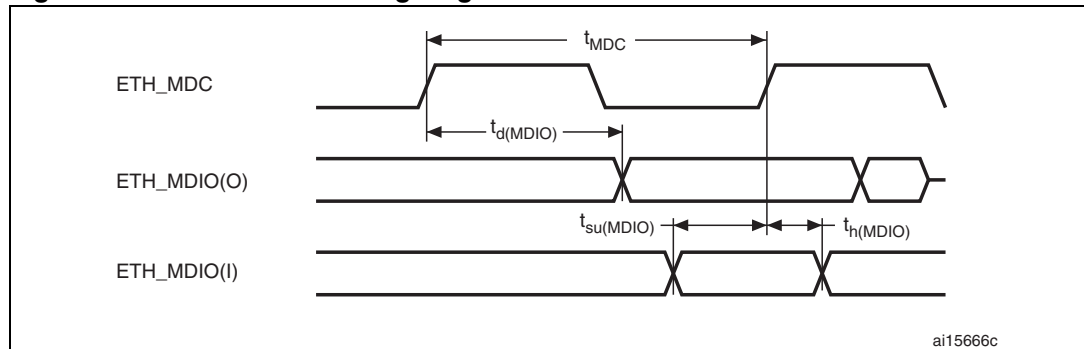 t_MDC
ETH_MDC
t_d(MDIO)
ETH_MDIO(O)
t_su(MDIO)
t_h(MDIO)
ETH_MDIO(I)
ai15666c